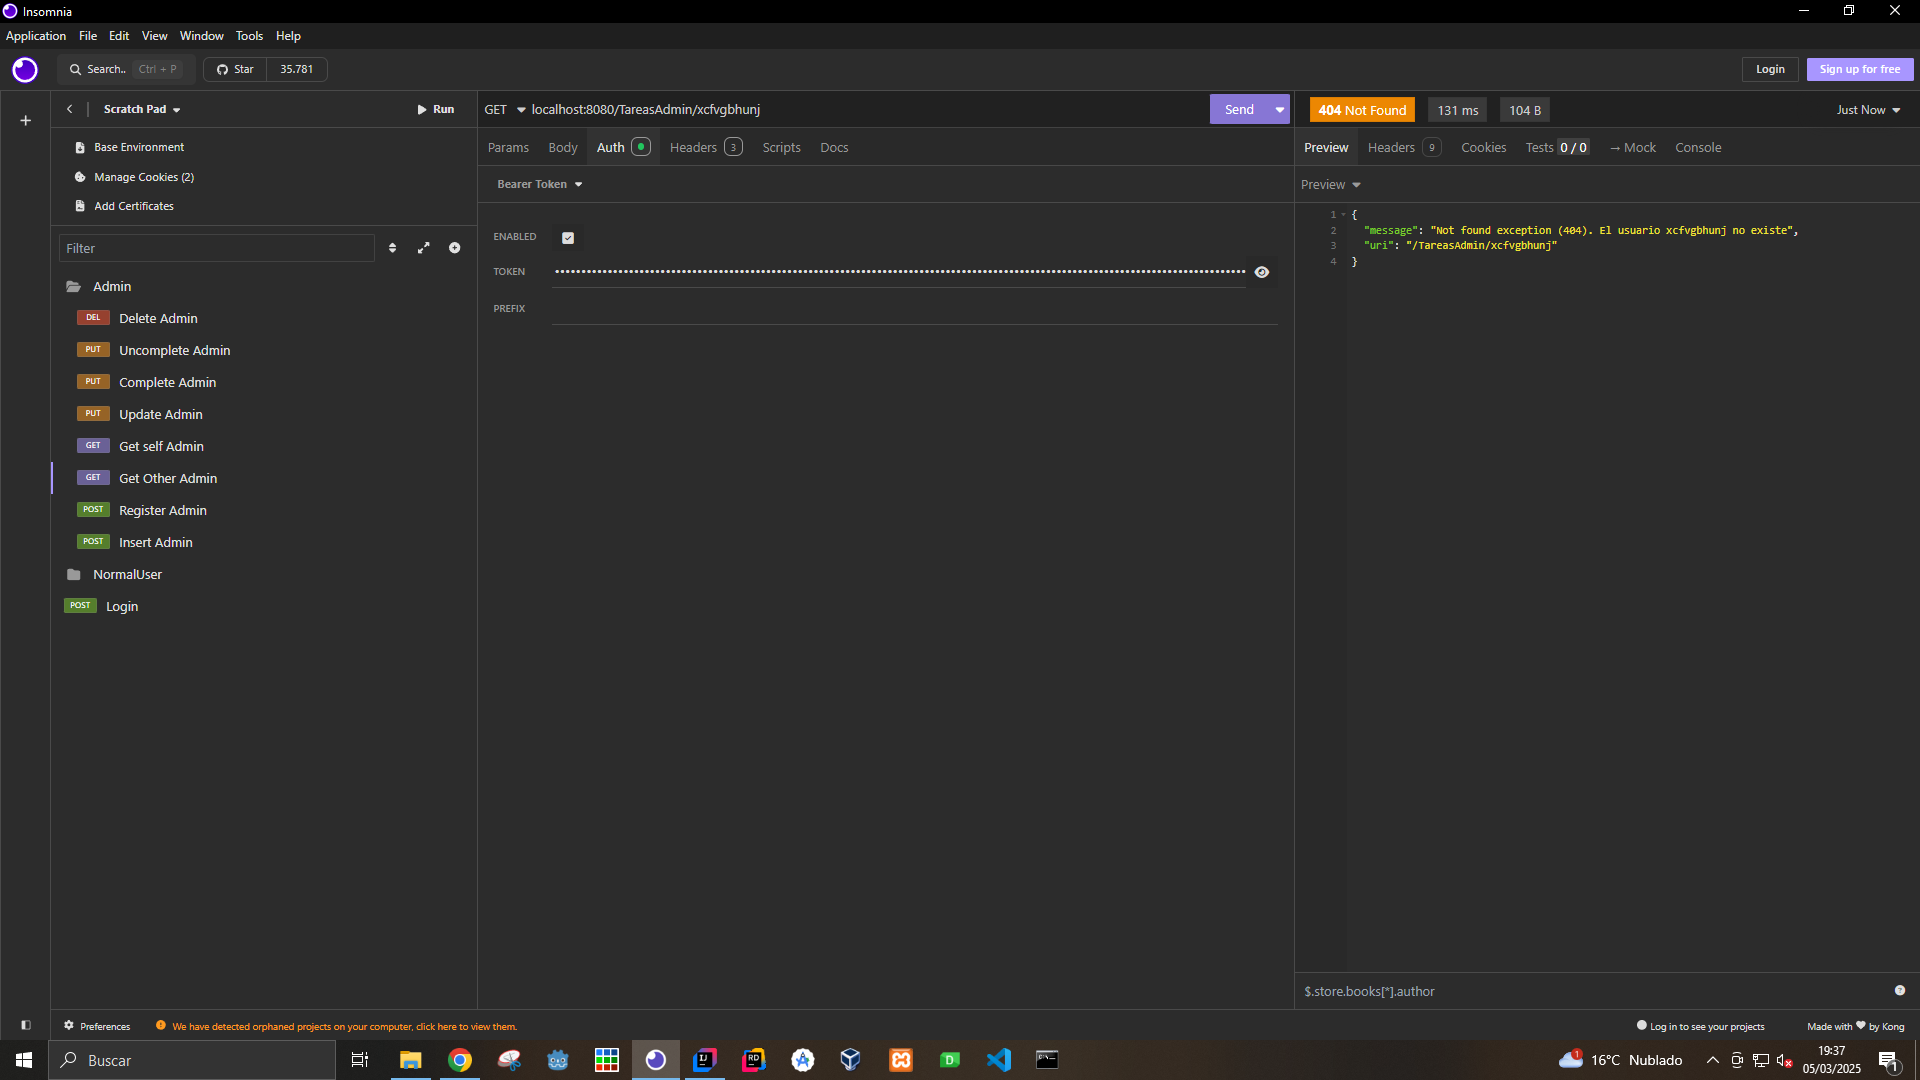 Insomnia
Application File Edit View Window Tools Help
Search.. Ctrl + P Star 35.781 Login Sign up for free
Scratch Pad Run
Base Environment
Manage Cookies (2)
Add Certificates
Filter
Admin
DEL Delete Admin
PUT Uncomplete Admin
PUT Complete Admin
PUT Update Admin
GET Get self Admin
GET Get Other Admin
POST Register Admin
POST Insert Admin
NormalUser
POST Login
GET localhost:8080/TareasAdmin/xcfvgbhunj Send
Params Body Auth Headers 3 Scripts Docs
Bearer Token
ENABLED
TOKEN
PREFIX
404 Not Found 131 ms 104 B Just Now
Preview Headers 9 Cookies Tests 0 / 0 → Mock Console
Preview
1 {
2 "message": "Not found exception (404). El usuario xcfvgbhunj no existe",
3 "uri": "/TareasAdmin/xcfvgbhunj"
4 }
$.store.books[*].author
Preferences We have detected orphaned projects on your computer, click here to view them. Log in to see your projects Made with ♥ by Kong
Buscar
IJ
RD
D
1
16°C Nublado
19:37
05/03/2025
1